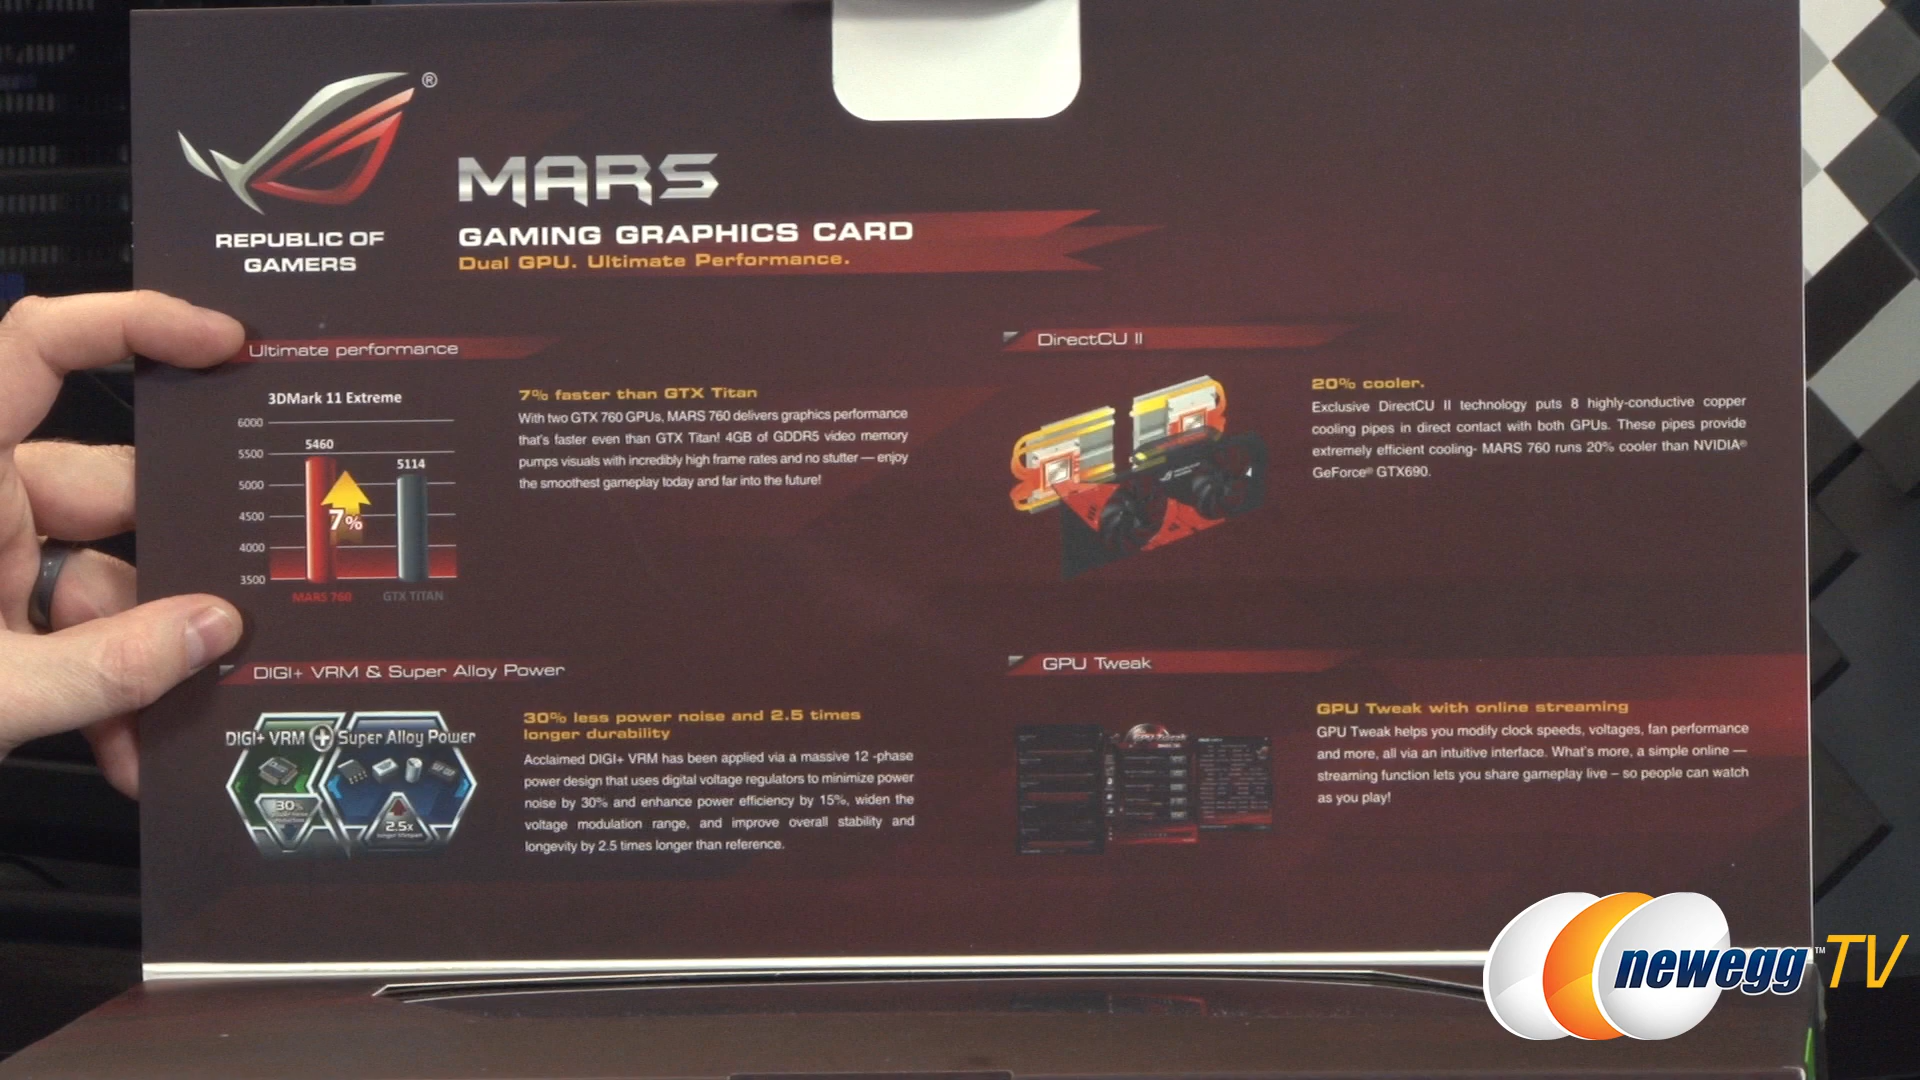 ®
REPUBLIC OF
GAMERS
MARS
GAMING GRAPHICS CARD
Dual GPU. Ultimate Performance.
Ultimate performance
3DMark 11 Extreme
6000
5500
5000
4500
4000
3500
5460
5114
7%
MARS 760
GTX TITAN
7% faster than GTX Titan
With two GTX 760 GPUs, MARS 760 delivers graphics performance
that's faster even than GTX Titan! 4GB of GDDR5 video memory
pumps visuals with incredibly high frame rates and no stutter — enjoy
the smoothest gameplay today and far into the future!
DirectCU II
20% cooler.
Exclusive DirectCU II technology puts 8 highly-conductive copper
cooling pipes in direct contact with both GPUs. These pipes provide
extremely efficient cooling- MARS 760 runs 20% cooler than NVIDIA®
GeForce® GTX690.
DIGI+ VRM & Super Alloy Power
DIGI+ VRM + Super Alloy Power
30%
2.5x
30% less power noise and 2.5 times
longer durability
Acclaimed DIGI+ VRM has been applied via a massive 12 -phase
power design that uses digital voltage regulators to minimize power
noise by 30% and enhance power efficiency by 15%, widen the
voltage modulation range, and improve overall stability and
longevity by 2.5 times longer than reference.
GPU Tweak
GPU Tweak with online streaming
GPU Tweak helps you modify clock speeds, voltages, fan performance
and more, all via an intuitive interface. What's more, a simple online —
streaming function lets you share gameplay live – so people can watch
as you play!
newegg™TV